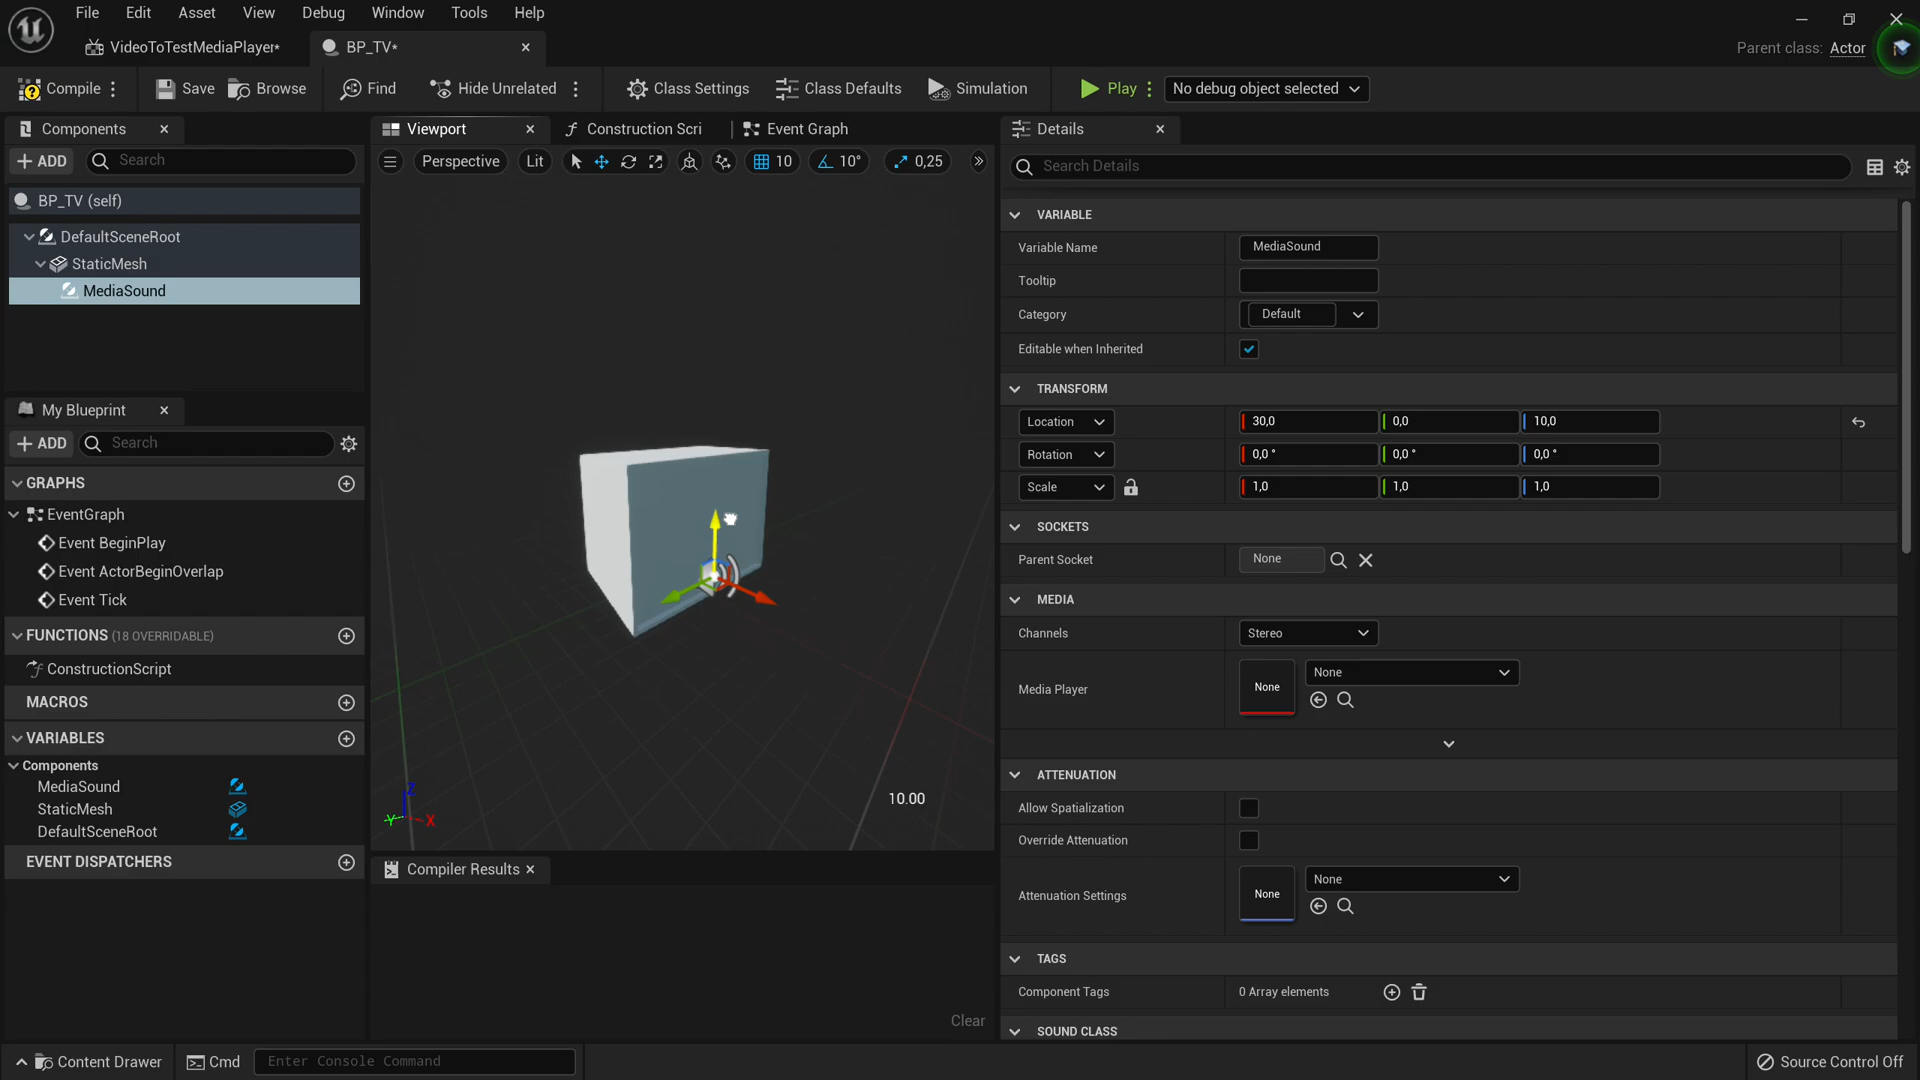 File Edit Asset View Debug Window Tools Help
VideoToTestMediaPlayer*
BP_TV*
Parent class: Actor
Compile
Save
Browse
Find
Hide Unrelated
Class Settings
Class Defaults
Simulation
Play
No debug object selected
Components
ADD
Search
BP_TV (self)
DefaultSceneRoot
StaticMesh
MediaSound
My Blueprint
ADD
Search
GRAPHS
EventGraph
Event BeginPlay
Event ActorBeginOverlap
Event Tick
FUNCTIONS (18 OVERRIDABLE)
ConstructionScript
MACROS
VARIABLES
Components
MediaSound
StaticMesh
DefaultSceneRoot
EVENT DISPATCHERS
Viewport
Construction Scri
Event Graph
Perspective
Lit
10
10°
0,25
Z
Y
X
10.00
Compiler Results
Clear
Details
Search Details
VARIABLE
Variable Name MediaSound
Tooltip
Category Default
Editable when Inherited
TRANSFORM
Location 30,0 0,0 10,0
Rotation 0,0 ° 0,0 ° 0,0 °
Scale 1,0 1,0 1,0
SOCKETS
Parent Socket None
MEDIA
Channels Stereo
Media Player None None
ATTENUATION
Allow Spatialization
Override Attenuation
Attenuation Settings None None
TAGS
Component Tags 0 Array elements
SOUND CLASS
Content Drawer
Cmd
Enter Console Command
Source Control Off